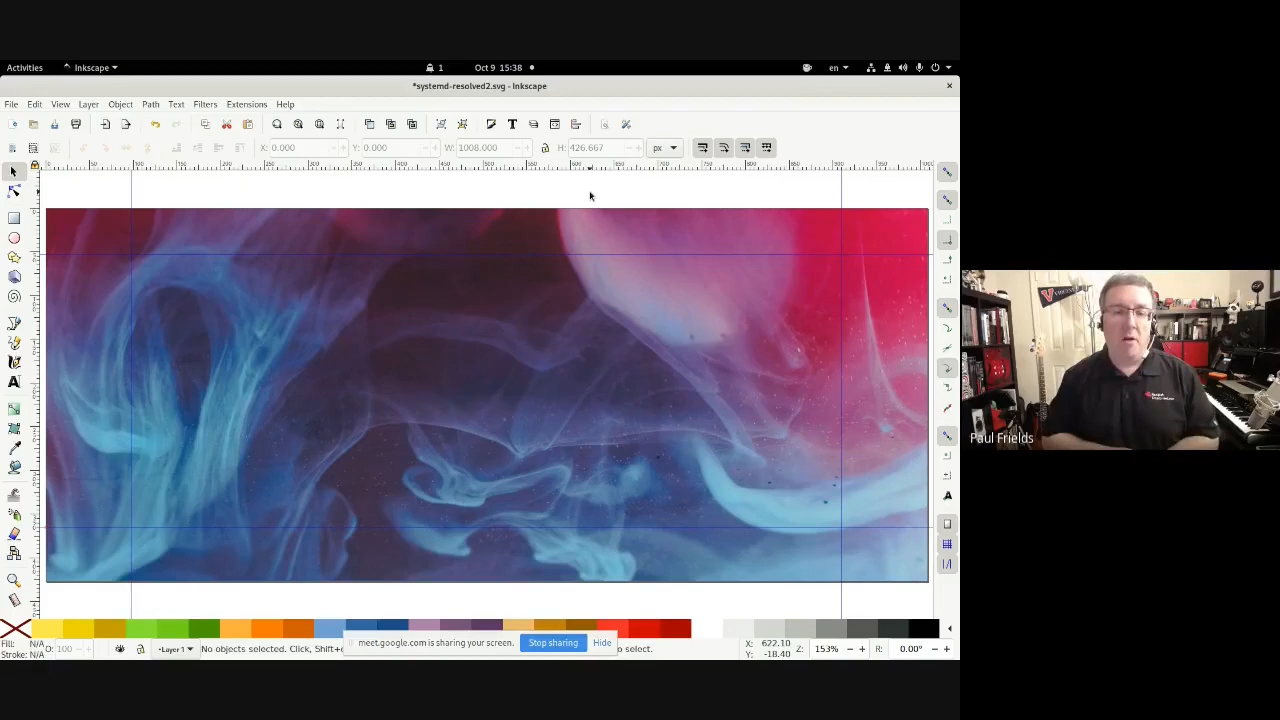 Activities Inkscape 1 Oct 9 15:38 en
*systemd-resolved2.svg - Inkscape
File Edit View Layer Object Path Text Filters Extensions Help
X: 0.000 Y: 0.000 W: 1008.000 H: 426.667 px
Paul Frields
meet.google.com is sharing your screen. Stop sharing Hide
Fill: N/A
Stroke: N/A O: 100 •Layer 1 No objects selected. Click, Shift+c o select. X: 622.10 Y: -18.40 Z: 153% R: 0.00°